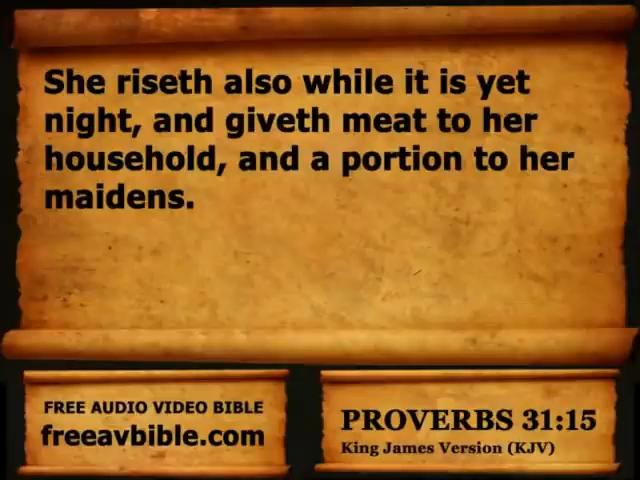 She riseth also while it is yet
night, and giveth meat to her
household, and a portion to her
maidens.
FREE AUDIO VIDEO BIBLE
freeavbible.com
PROVERBS 31:15
King James Version (KJV)